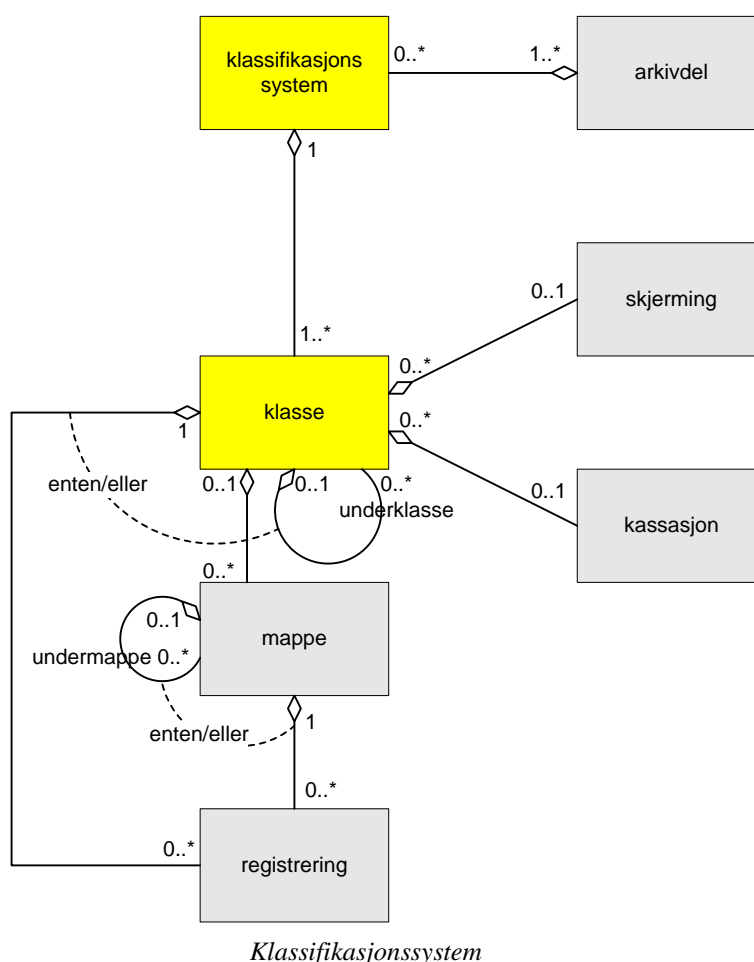 klassifikasjons
system
0..*
1..*
arkivdel
1
0..1
skjerming
1..*
0..*
klasse
1
0..*
enten/eller
0..1
0..1
0..*
underklasse
0..1
kassasjon
0..*
0..1
mappe
undermappe 0..*
enten/eller
1
0..*
0..*
registrering
Klassifikasjonssystem